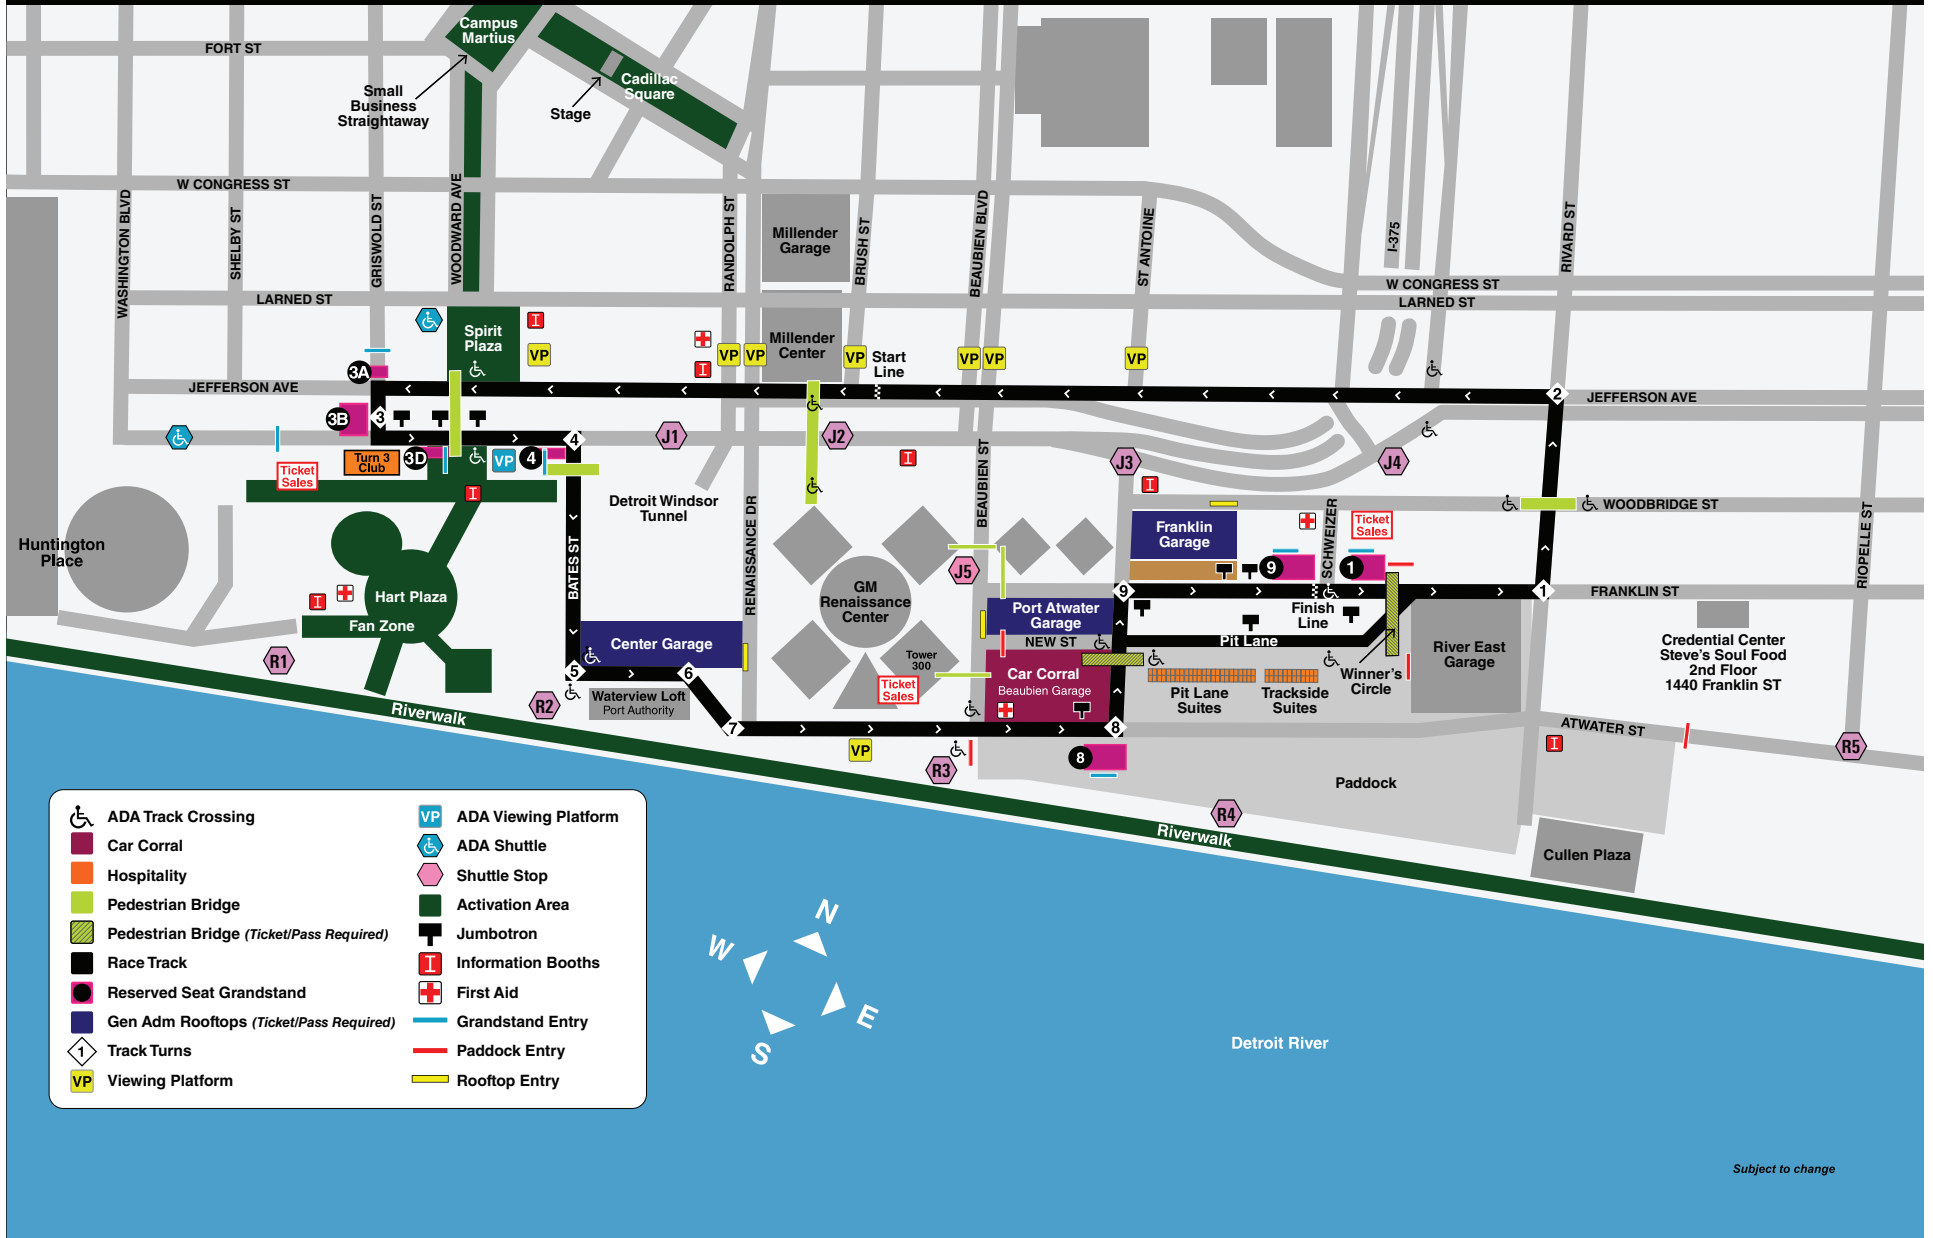 Campus
Martius
FORT ST
Small
Business
Straightaway
Stage
Cadillac
Square
W CONGRESS ST
WASHINGTON BLVD
SHELBY ST
GRISWOLD ST
WOODWARD AVE
RANDOLPH ST
Millender
Garage
BRUSH ST
BEAUBIEN BLVD
ST ANTOINE
I-375
RIVARD ST
W CONGRESS ST
LARNED ST
LARNED ST
Spirit
Plaza
I
VP
I
VP
VP
Millender
Center
VP
Start
Line
VP
VP
VP
3A
JEFFERSON AVE
2
JEFFERSON AVE
3B
3
4
J1
J2
J3
J4
Turn 3
Club
3D
VP
4
I
I
Ticket
Sales
I
Detroit Windsor
Tunnel
RENAISSANCE DR
BEAUBIEN ST
WOODBRIDGE ST
RIOPELLE ST
Huntington
Place
BATES ST
Franklin
Garage
SCHWEIZER
Ticket
Sales
J5
9
1
Hart Plaza
I
Fan Zone
GM
Renaissance
Center
9
1
FRANKLIN ST
Port Atwater
Garage
Finish
Line
Pit Lane
NEW ST
Center Garage
Tower
300
River East
Garage
Credential Center
Steve's Soul Food
2nd Floor
1440 Franklin ST
R1
5
6
Car Corral
Beaubien Garage
Ticket
Sales
Pit Lane
Suites
Trackside
Suites
Winner's
Circle
R2
Waterview Loft
Port Authority
Riverwalk
7
8
ATWATER ST
VP
R3
8
I
R5
Paddock
R4
Riverwalk
Cullen Plaza
ADA Track Crossing
Car Corral
Hospitality
Pedestrian Bridge
Pedestrian Bridge (Ticket/Pass Required)
Race Track
Reserved Seat Grandstand
Gen Adm Rooftops (Ticket/Pass Required)
1 Track Turns
VP Viewing Platform
VP ADA Viewing Platform
ADA Shuttle
Shuttle Stop
Activation Area
Jumbotron
I Information Booths
First Aid
Grandstand Entry
Paddock Entry
Rooftop Entry
N
W
E
S
Detroit River
Subject to change